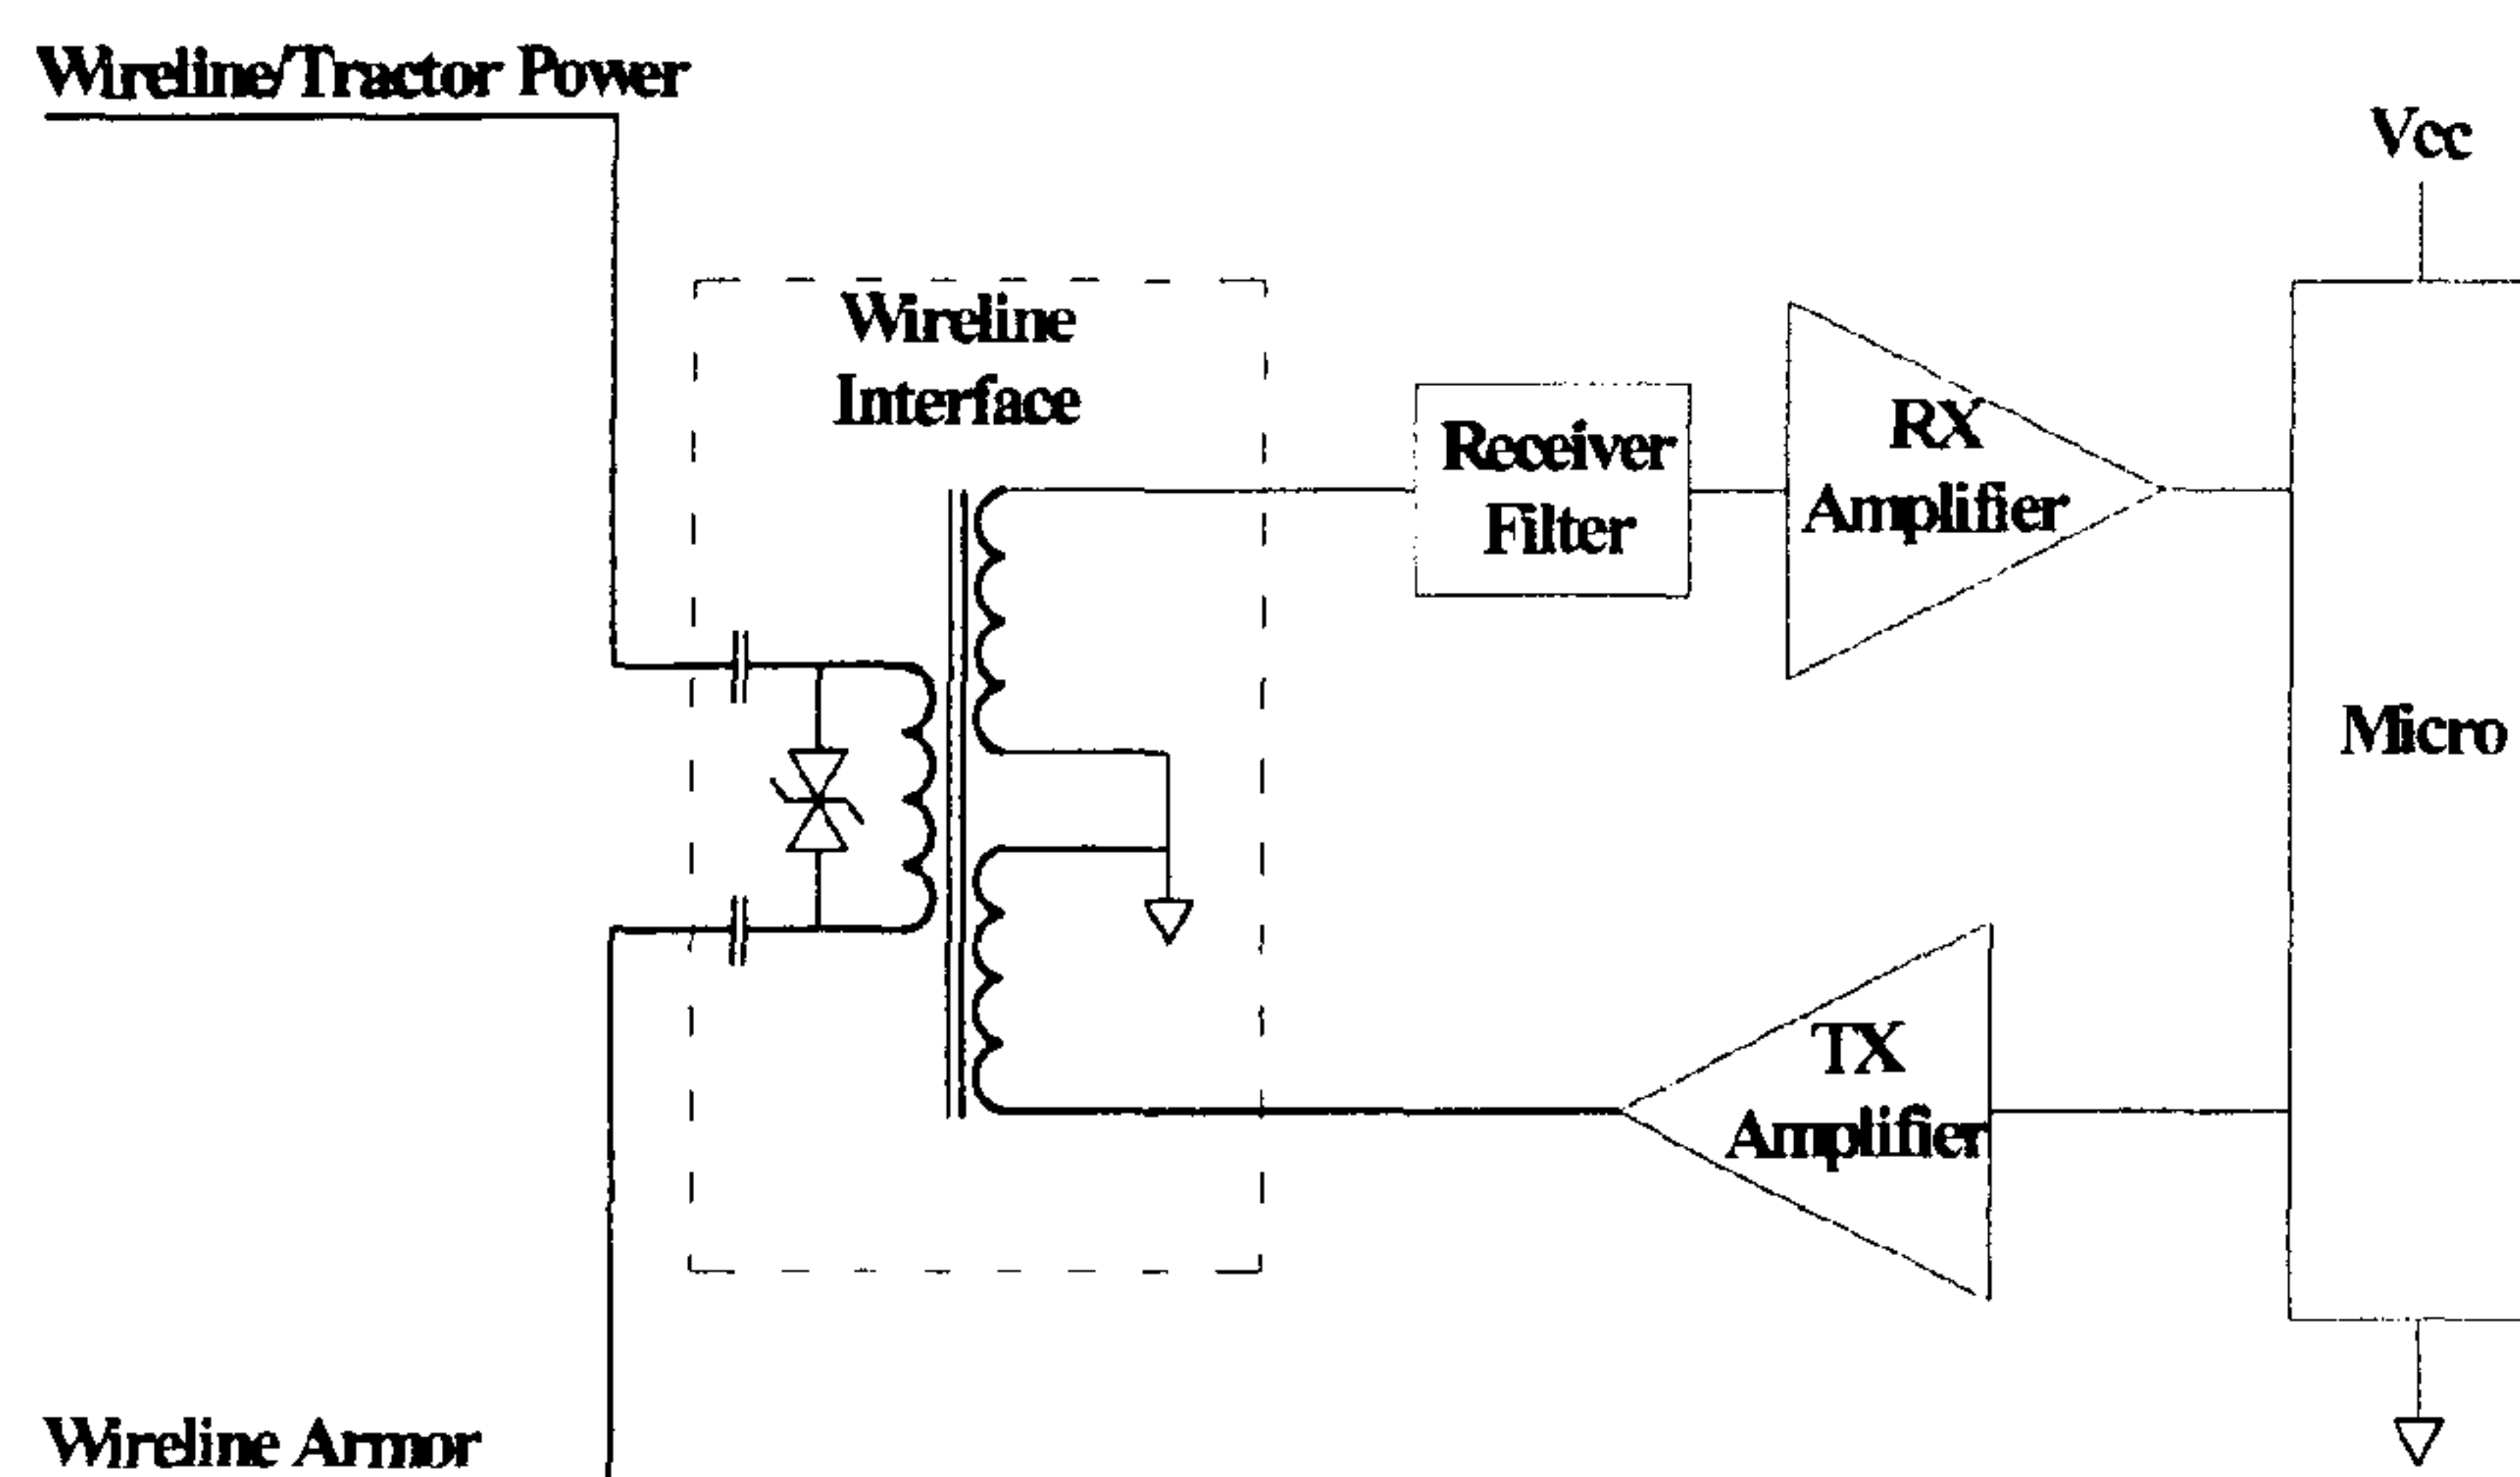 Wireline/Tractor Power
Vcc
Wireline
Interface
Receiver
Filter
RX
Amplifier
Micro
TX
Amplifier
Wireline Armor